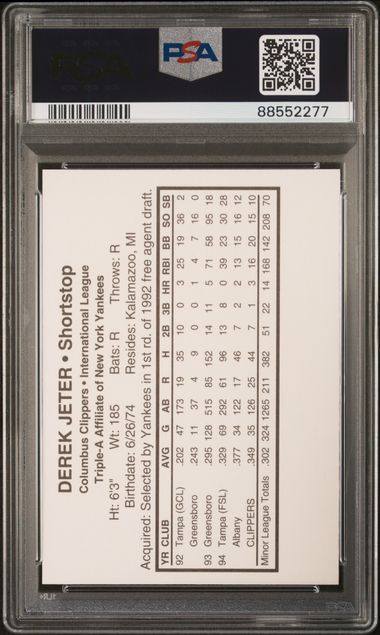 PSA
88552277
DEREK JETER • Shortstop
Columbus Clippers • International League
Triple-A Affiliate of New York Yankees
Ht: 6'3" Wt: 185 Bats: R Throws: R
Birthdate: 6/26/74 Resides: Kalamazoo, MI
Acquired: Selected by Yankees in 1st rd. of 1992 free agent draft.
YR CLUB AVG G AB R H 2B 3B HR RBI BB SO SB
92 Tampa (GCL) .202 47 173 19 35 10 0 3 25 19 36 2
Greensboro .243 11 37 4 9 0 0 1 4 7 16 0
93 Greensboro .295 128 515 85 152 14 11 5 71 58 95 18
94 Tampa (FSL) .329 69 292 61 96 13 8 0 39 23 30 28
Albany .377 34 122 17 46 7 2 2 13 15 16 12
CLIPPERS .349 35 126 25 44 7 1 3 16 20 15 10
Minor League Totals .302 324 1265 211 382 51 22 14 168 142 208 70